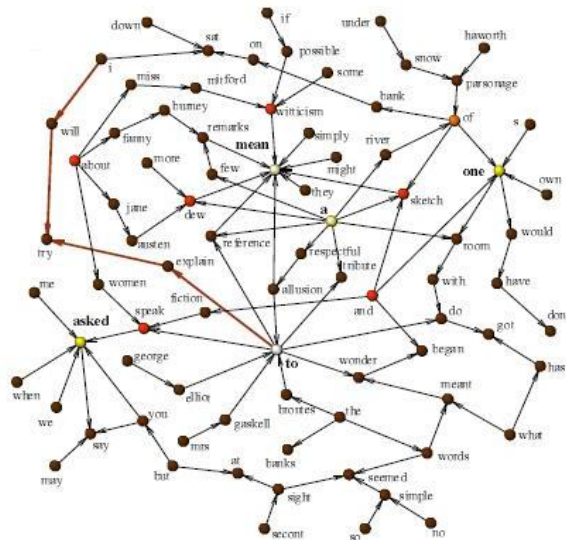 if
under
down
haworth
sat
possible
i
on
snow
miss
mitford
some
parsonage
bank
of
will
burney
witticism
fanny
remarks
simply
river
s
about
mean
more
few
might
one
a
they
sketch
own
jane
dew
would
austen
reference
room
try
respectful
explain
tribute
with
have
me
women
fiction
allusion
and
do
asked
speak
got
don
to
george
began
has
when
elliot
wonder
we
you
brontes
the
meant
say
mrs
gaskell
what
may
but
at
banks
words
sight
seemed
simple
secont
so
no